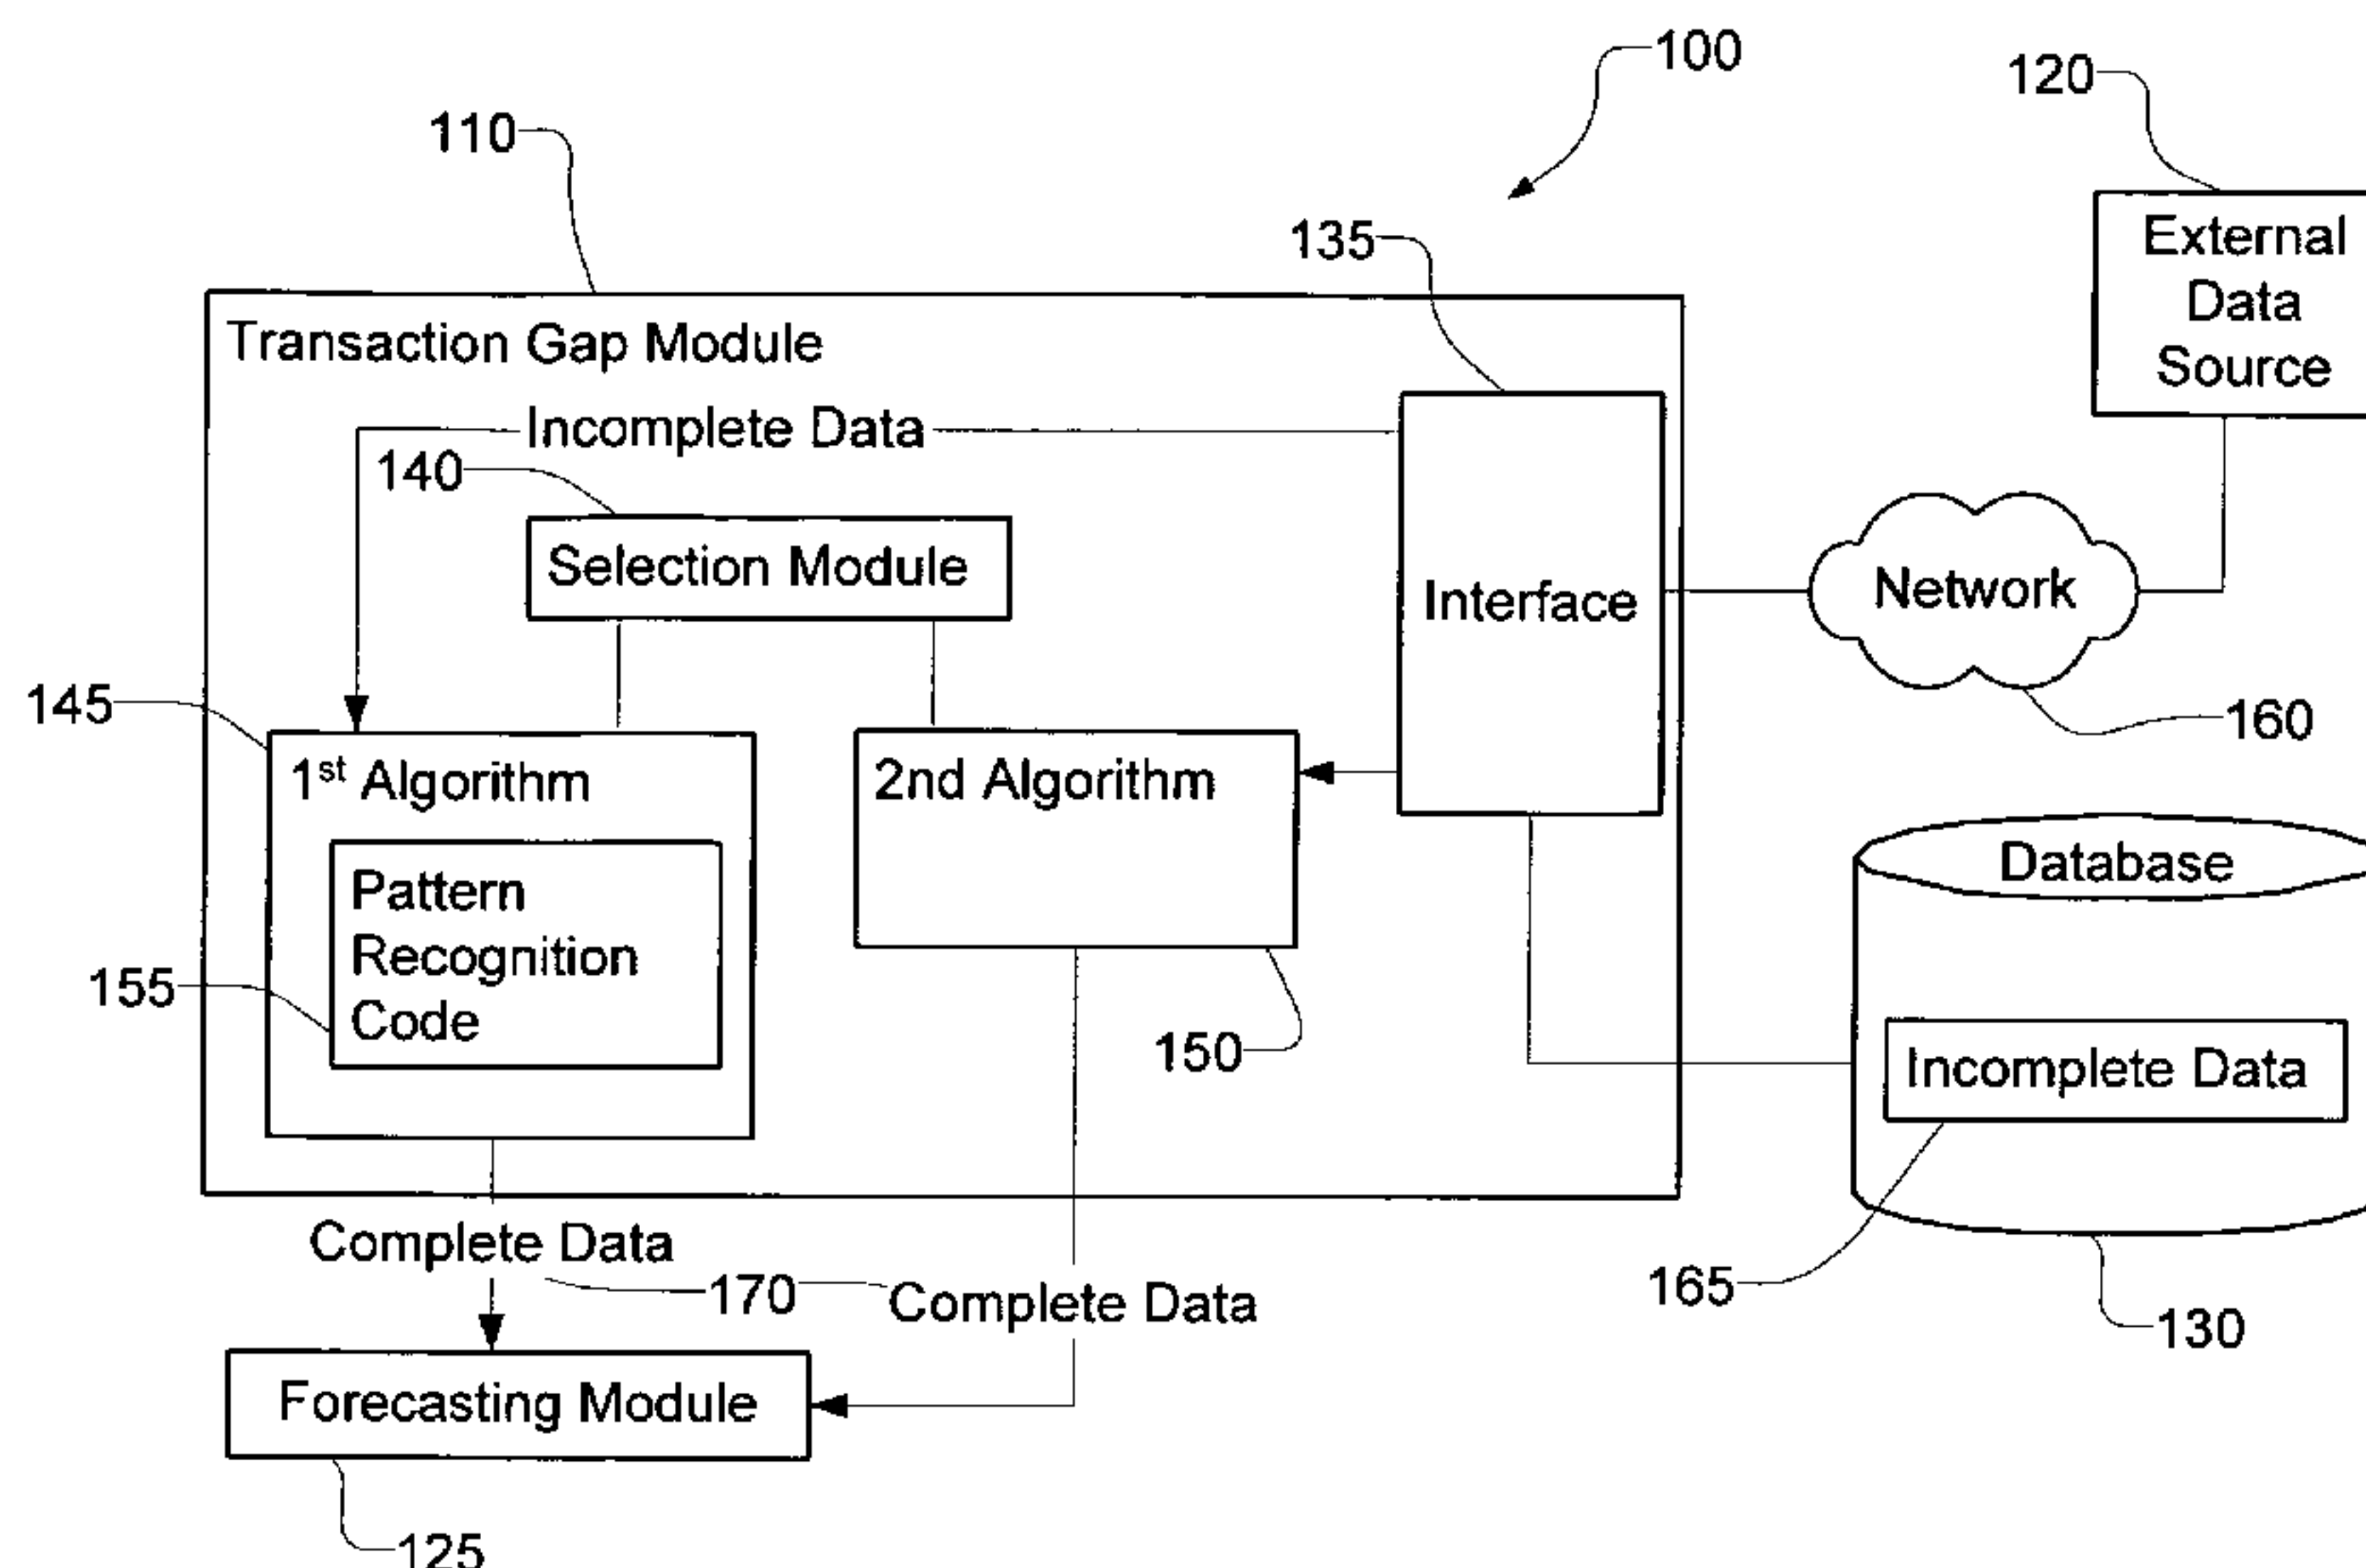 100
120
110
135
External
Data
Source
Transaction Gap Module
Incomplete Data
140
Selection Module
Interface
Network
145
160
1st Algorithm
2nd Algorithm
Pattern
Recognition
Code
Database
155
150
Incomplete Data
Complete Data
170
Complete Data
165
130
Forecasting Module
125